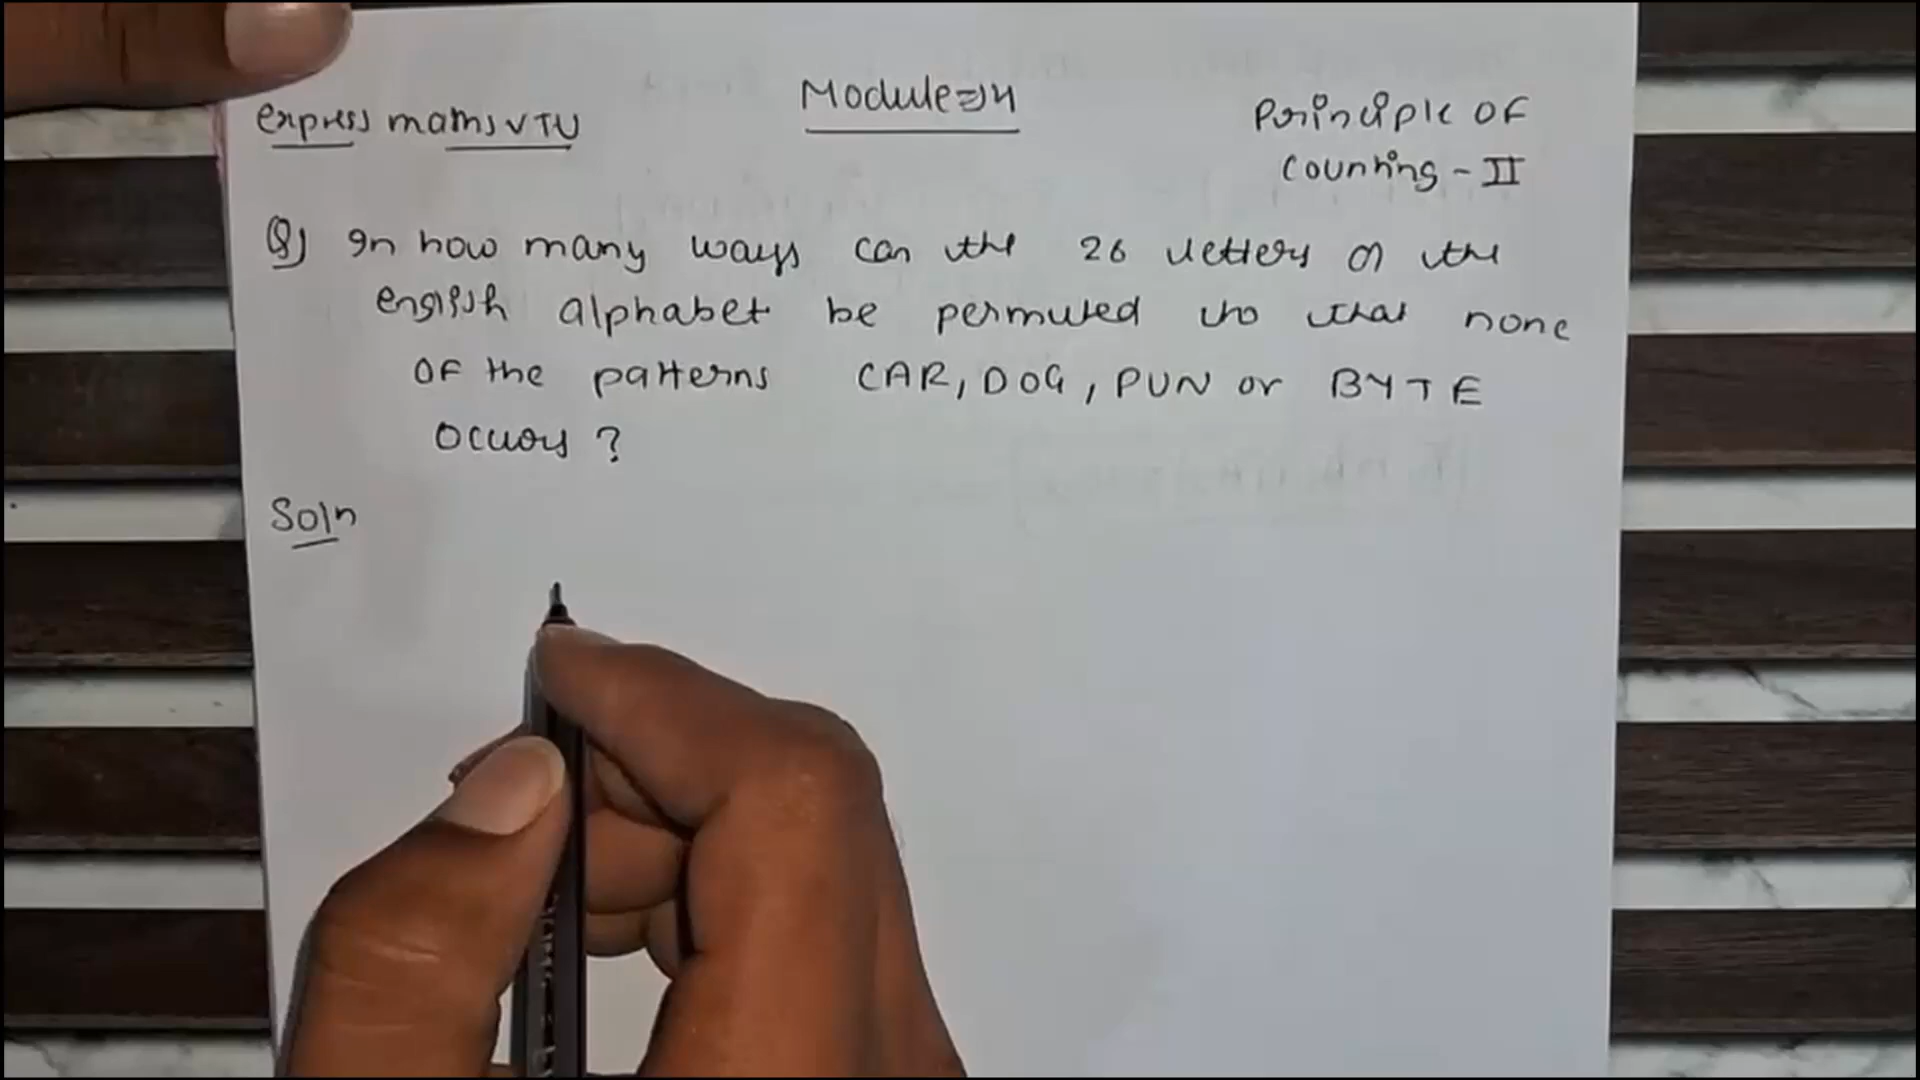 express maths VTU
Module⇒4
Principle OF
Counting - II
Q) In how many ways can the 26 letters of the
english alphabet be permuted so that none
OF the patterns CAR, DOG, PUN or BYTE
occurs ?
Soln